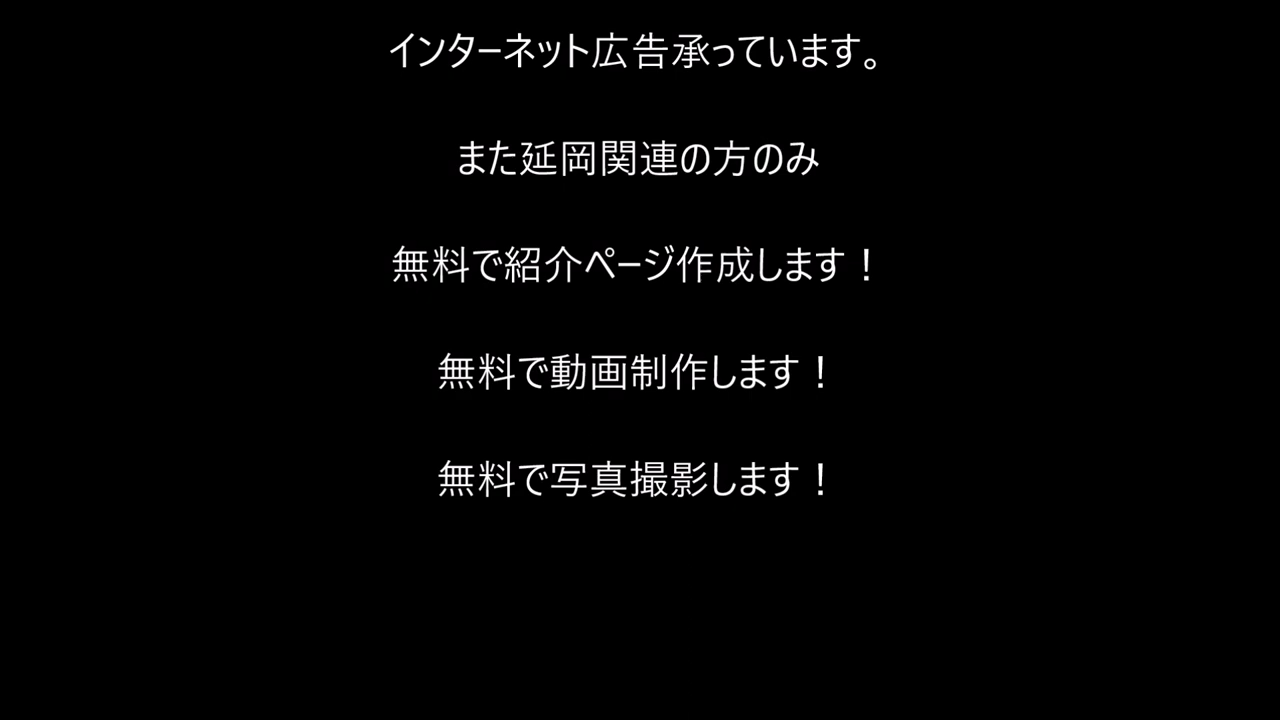 インターネット広告承っています。
また延岡関連の方のみ
無料で紹介ページ作成します！
無料で動画制作します！
無料で写真撮影します！